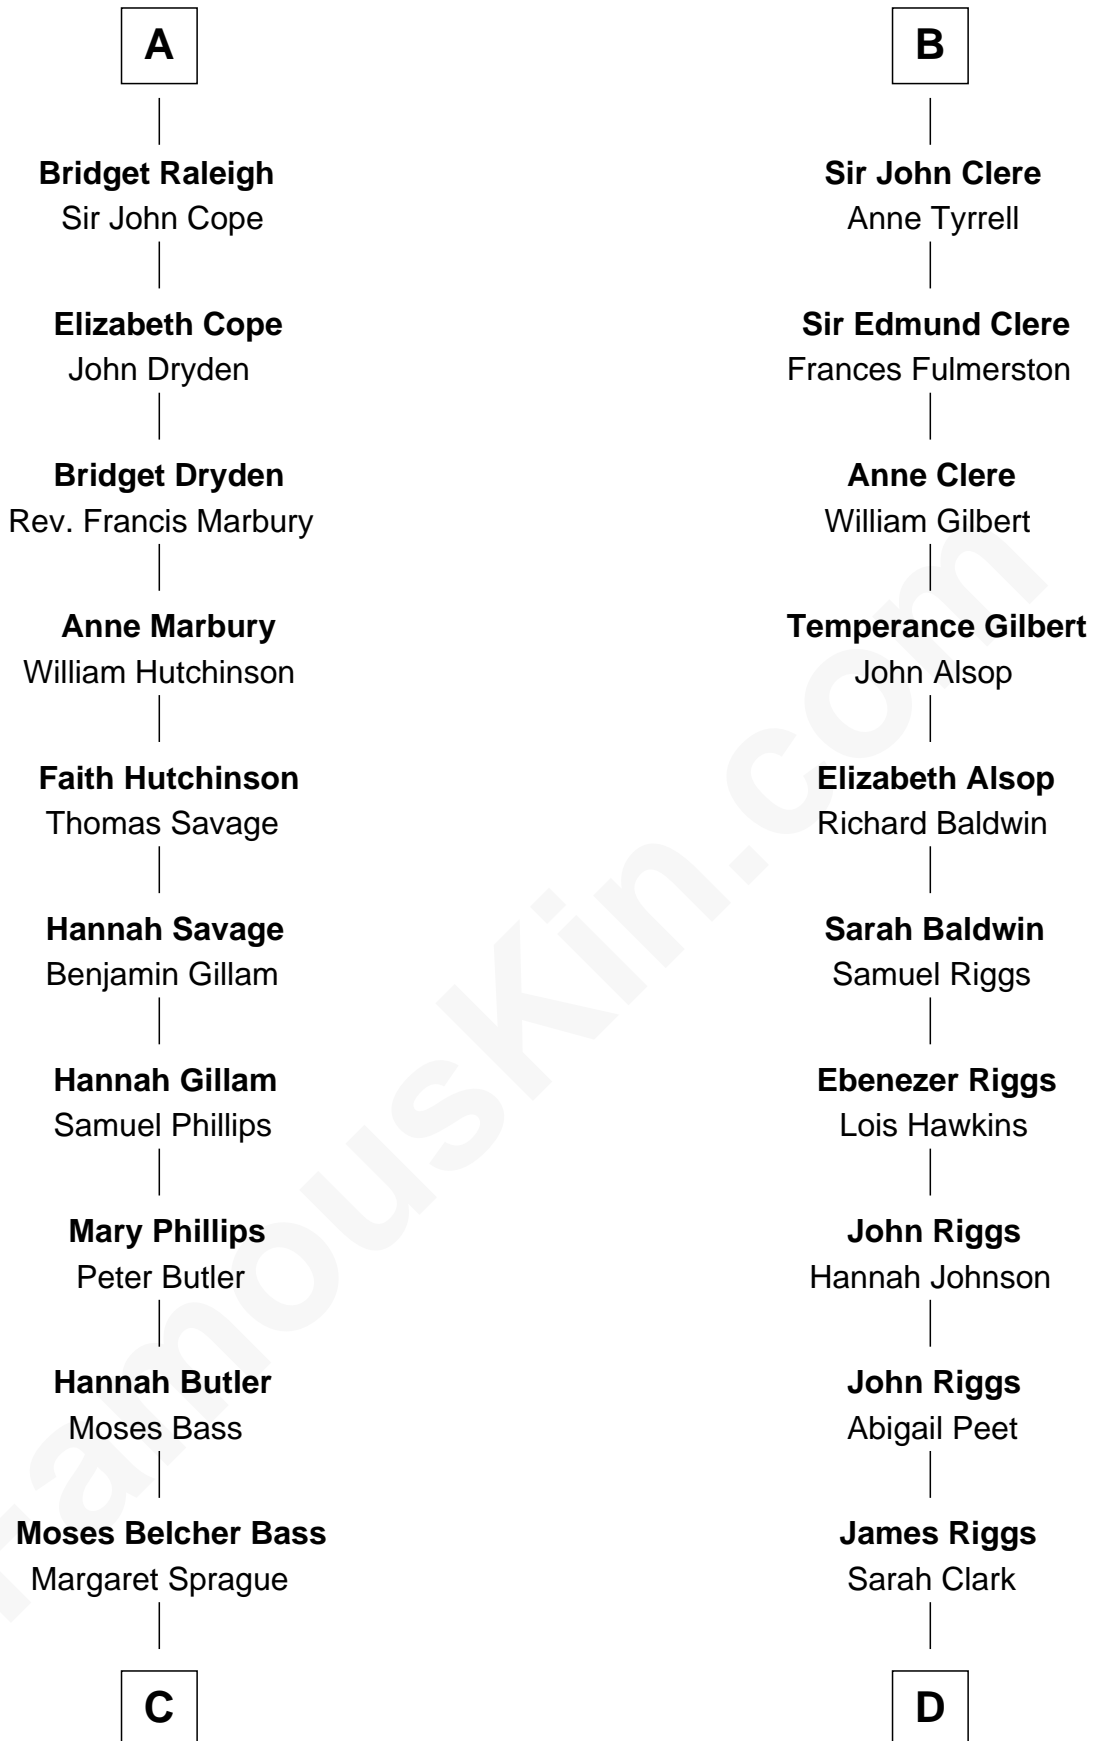 A
Bridget Raleigh
Sir John Cope
Elizabeth Cope
John Dryden
Bridget Dryden
Rev. Francis Marbury
Anne Marbury
William Hutchinson
Faith Hutchinson
Thomas Savage
Hannah Savage
Benjamin Gillam
Hannah Gillam
Samuel Phillips
Mary Phillips
Peter Butler
Hannah Butler
Moses Bass
Moses Belcher Bass
Margaret Sprague
C
B
Sir John Clere
Anne Tyrrell
Sir Edmund Clere
Frances Fulmerston
Anne Clere
William Gilbert
Temperance Gilbert
John Alsop
Elizabeth Alsop
Richard Baldwin
Sarah Baldwin
Samuel Riggs
Ebenezer Riggs
Lois Hawkins
John Riggs
Hannah Johnson
John Riggs
Abigail Peet
James Riggs
Sarah Clark
D
FamousKin.com